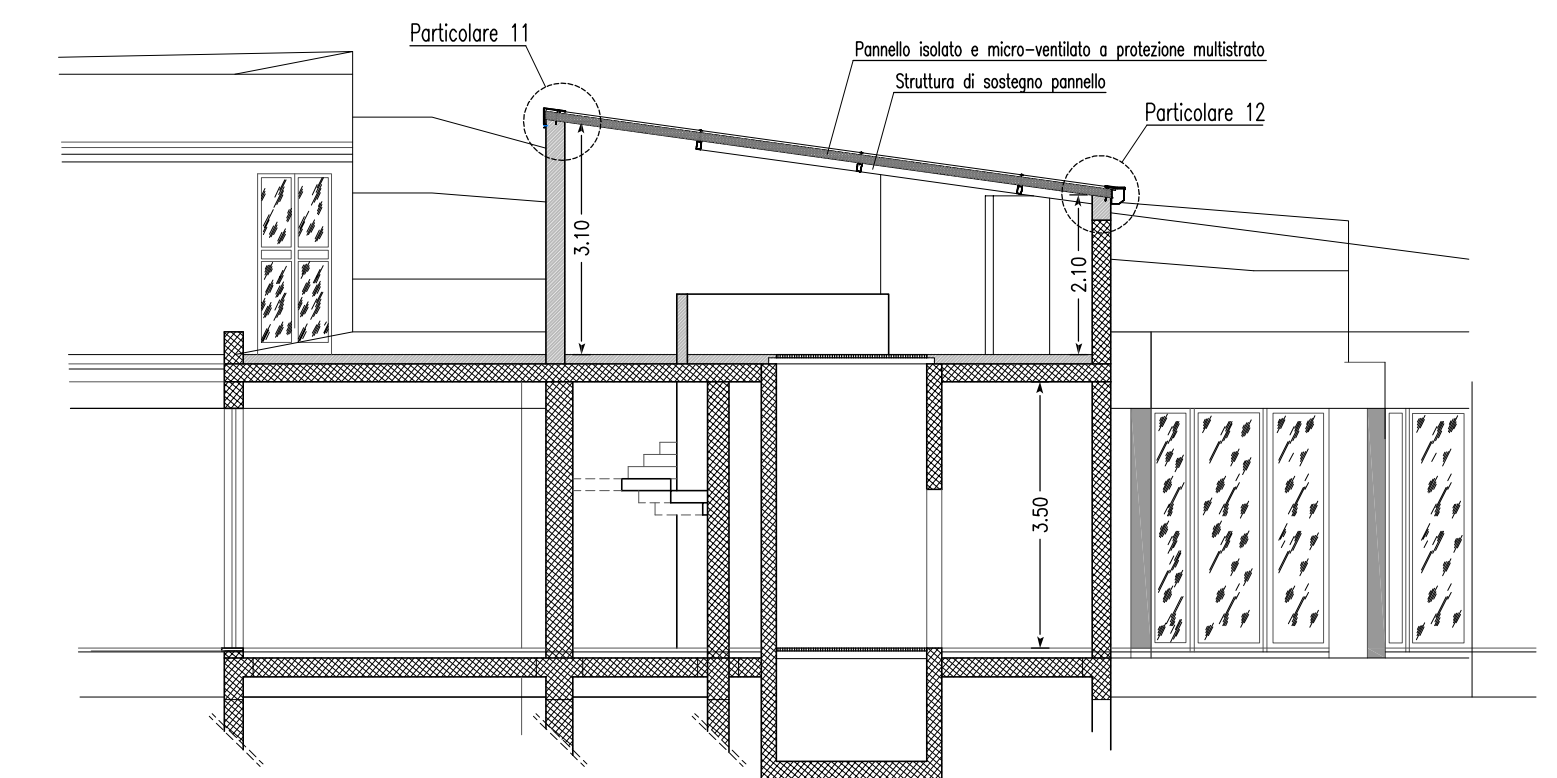 Particolare 11
Pannello isolato e micro-ventilato a protezione multistrato
Struttura di sostegno pannello
Particolare 12
3.10
2.10
3.50